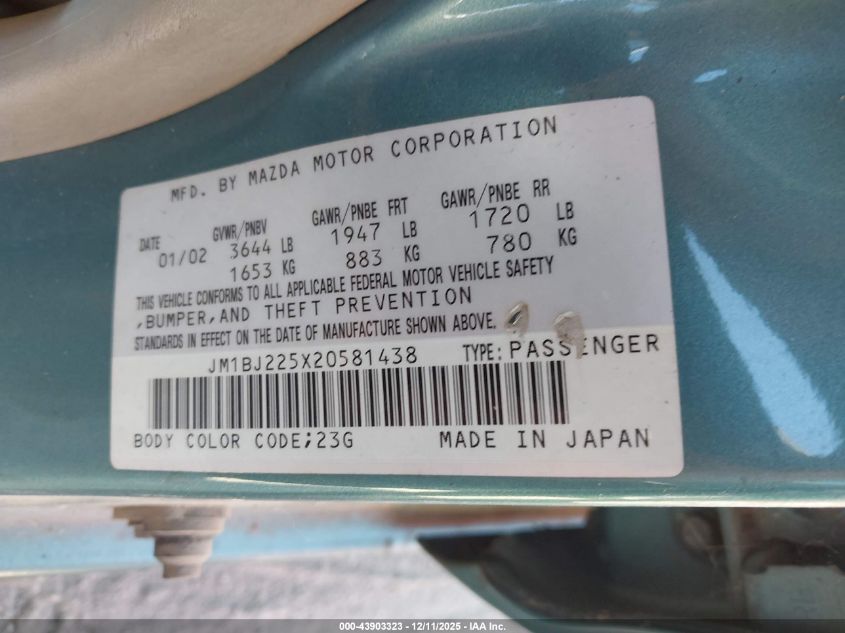 MFD. BY MAZDA MOTOR CORPORATION
DATE GVWR/PNBV GAWR/PNBE FRT GAWR/PNBE RR
01/02 3644 LB 1947 LB 1720 LB
1653 KG 883 KG 780 KG
THIS VEHICLE CONFORMS TO ALL APPLICABLE FEDERAL MOTOR VEHICLE SAFETY
,BUMPER,AND THEFT PREVENTION
STANDARDS IN EFFECT ON THE DATE OF MANUFACTURE SHOWN ABOVE.
JM1BJ225X20581438 TYPE: PASSENGER
BODY COLOR CODE;23G MADE IN JAPAN
000-43903323 - 12/11/2025 - IAA Inc.